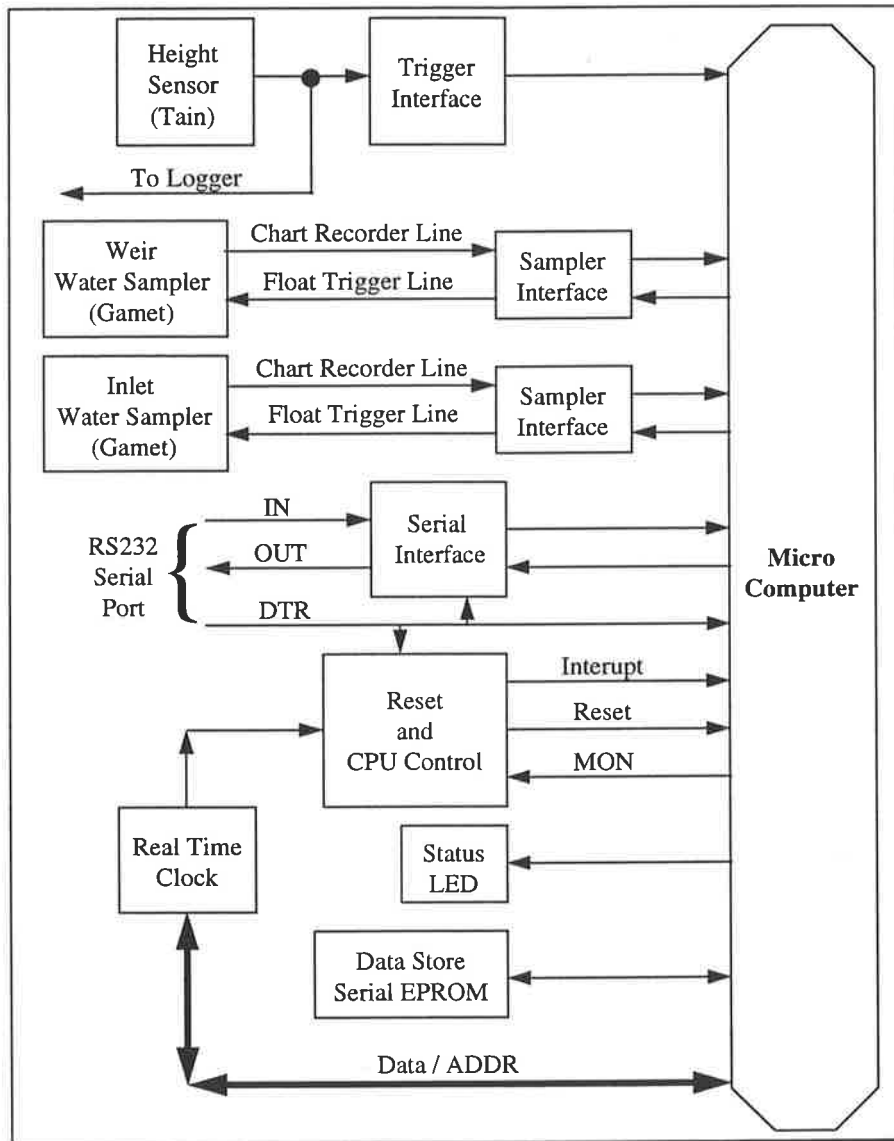 Height
Sensor
(Tain)
Trigger
Interface
To Logger
Weir
Water Sampler
(Gamet)
Chart Recorder Line
Float Trigger Line
Sampler
Interface
Inlet
Water Sampler
(Gamet)
Chart Recorder Line
Float Trigger Line
Sampler
Interface
RS232
Serial
Port
IN
OUT
DTR
Serial
Interface
Micro
Computer
Reset
and
CPU Control
Interupt
Reset
MON
Real Time
Clock
Status
LED
Data Store
Serial EPROM
Data / ADDR